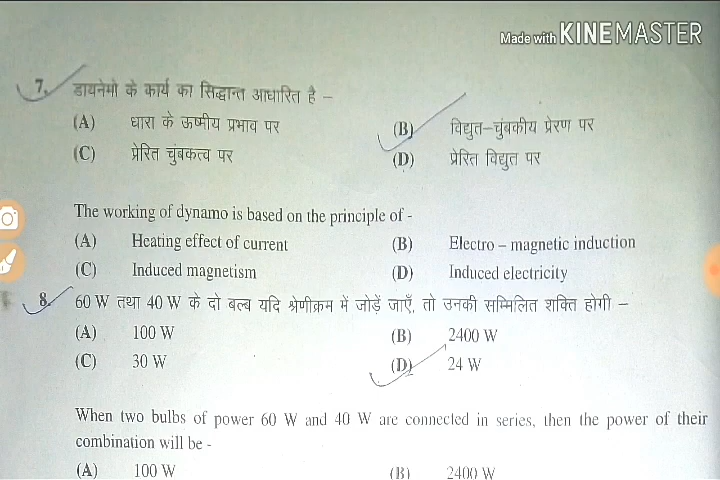 Made with KINEMASTER
7. डायनेमो के कार्य का सिद्धान्त आधारित है –
(A) धारा के ऊष्मीय प्रभाव पर (B) विद्युत–चुंबकीय प्रेरण पर
(C) प्रेरित चुंबकत्व पर (D) प्रेरित विद्युत पर
The working of dynamo is based on the principle of -
(A) Heating effect of current (B) Electro – magnetic induction
(C) Induced magnetism (D) Induced electricity
8. 60 W तथा 40 W के दो बल्ब यदि श्रेणीक्रम में जोड़ें जाएँ, तो उनकी सम्मिलित शक्ति होगी –
(A) 100 W (B) 2400 W
(C) 30 W (D) 24 W
When two bulbs of power 60 W and 40 W are connected in series, then the power of their
combination will be -
(A) 100 W (B) 2400 W